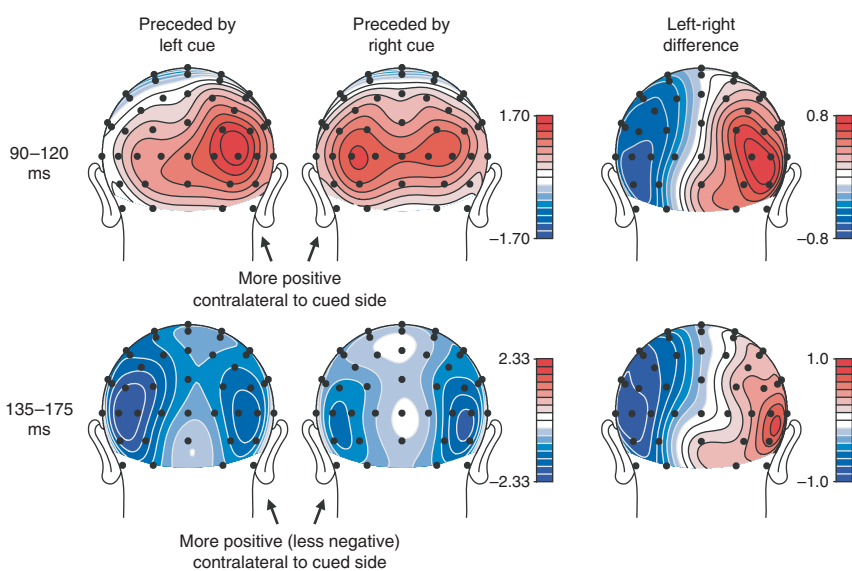 Preceded by
left cue
Preceded by
right cue
Left-right
difference
90–120
ms
1.70
−1.70
0.8
−0.8
More positive
contralateral to cued side
135–175
ms
2.33
−2.33
1.0
−1.0
More positive (less negative)
contralateral to cued side